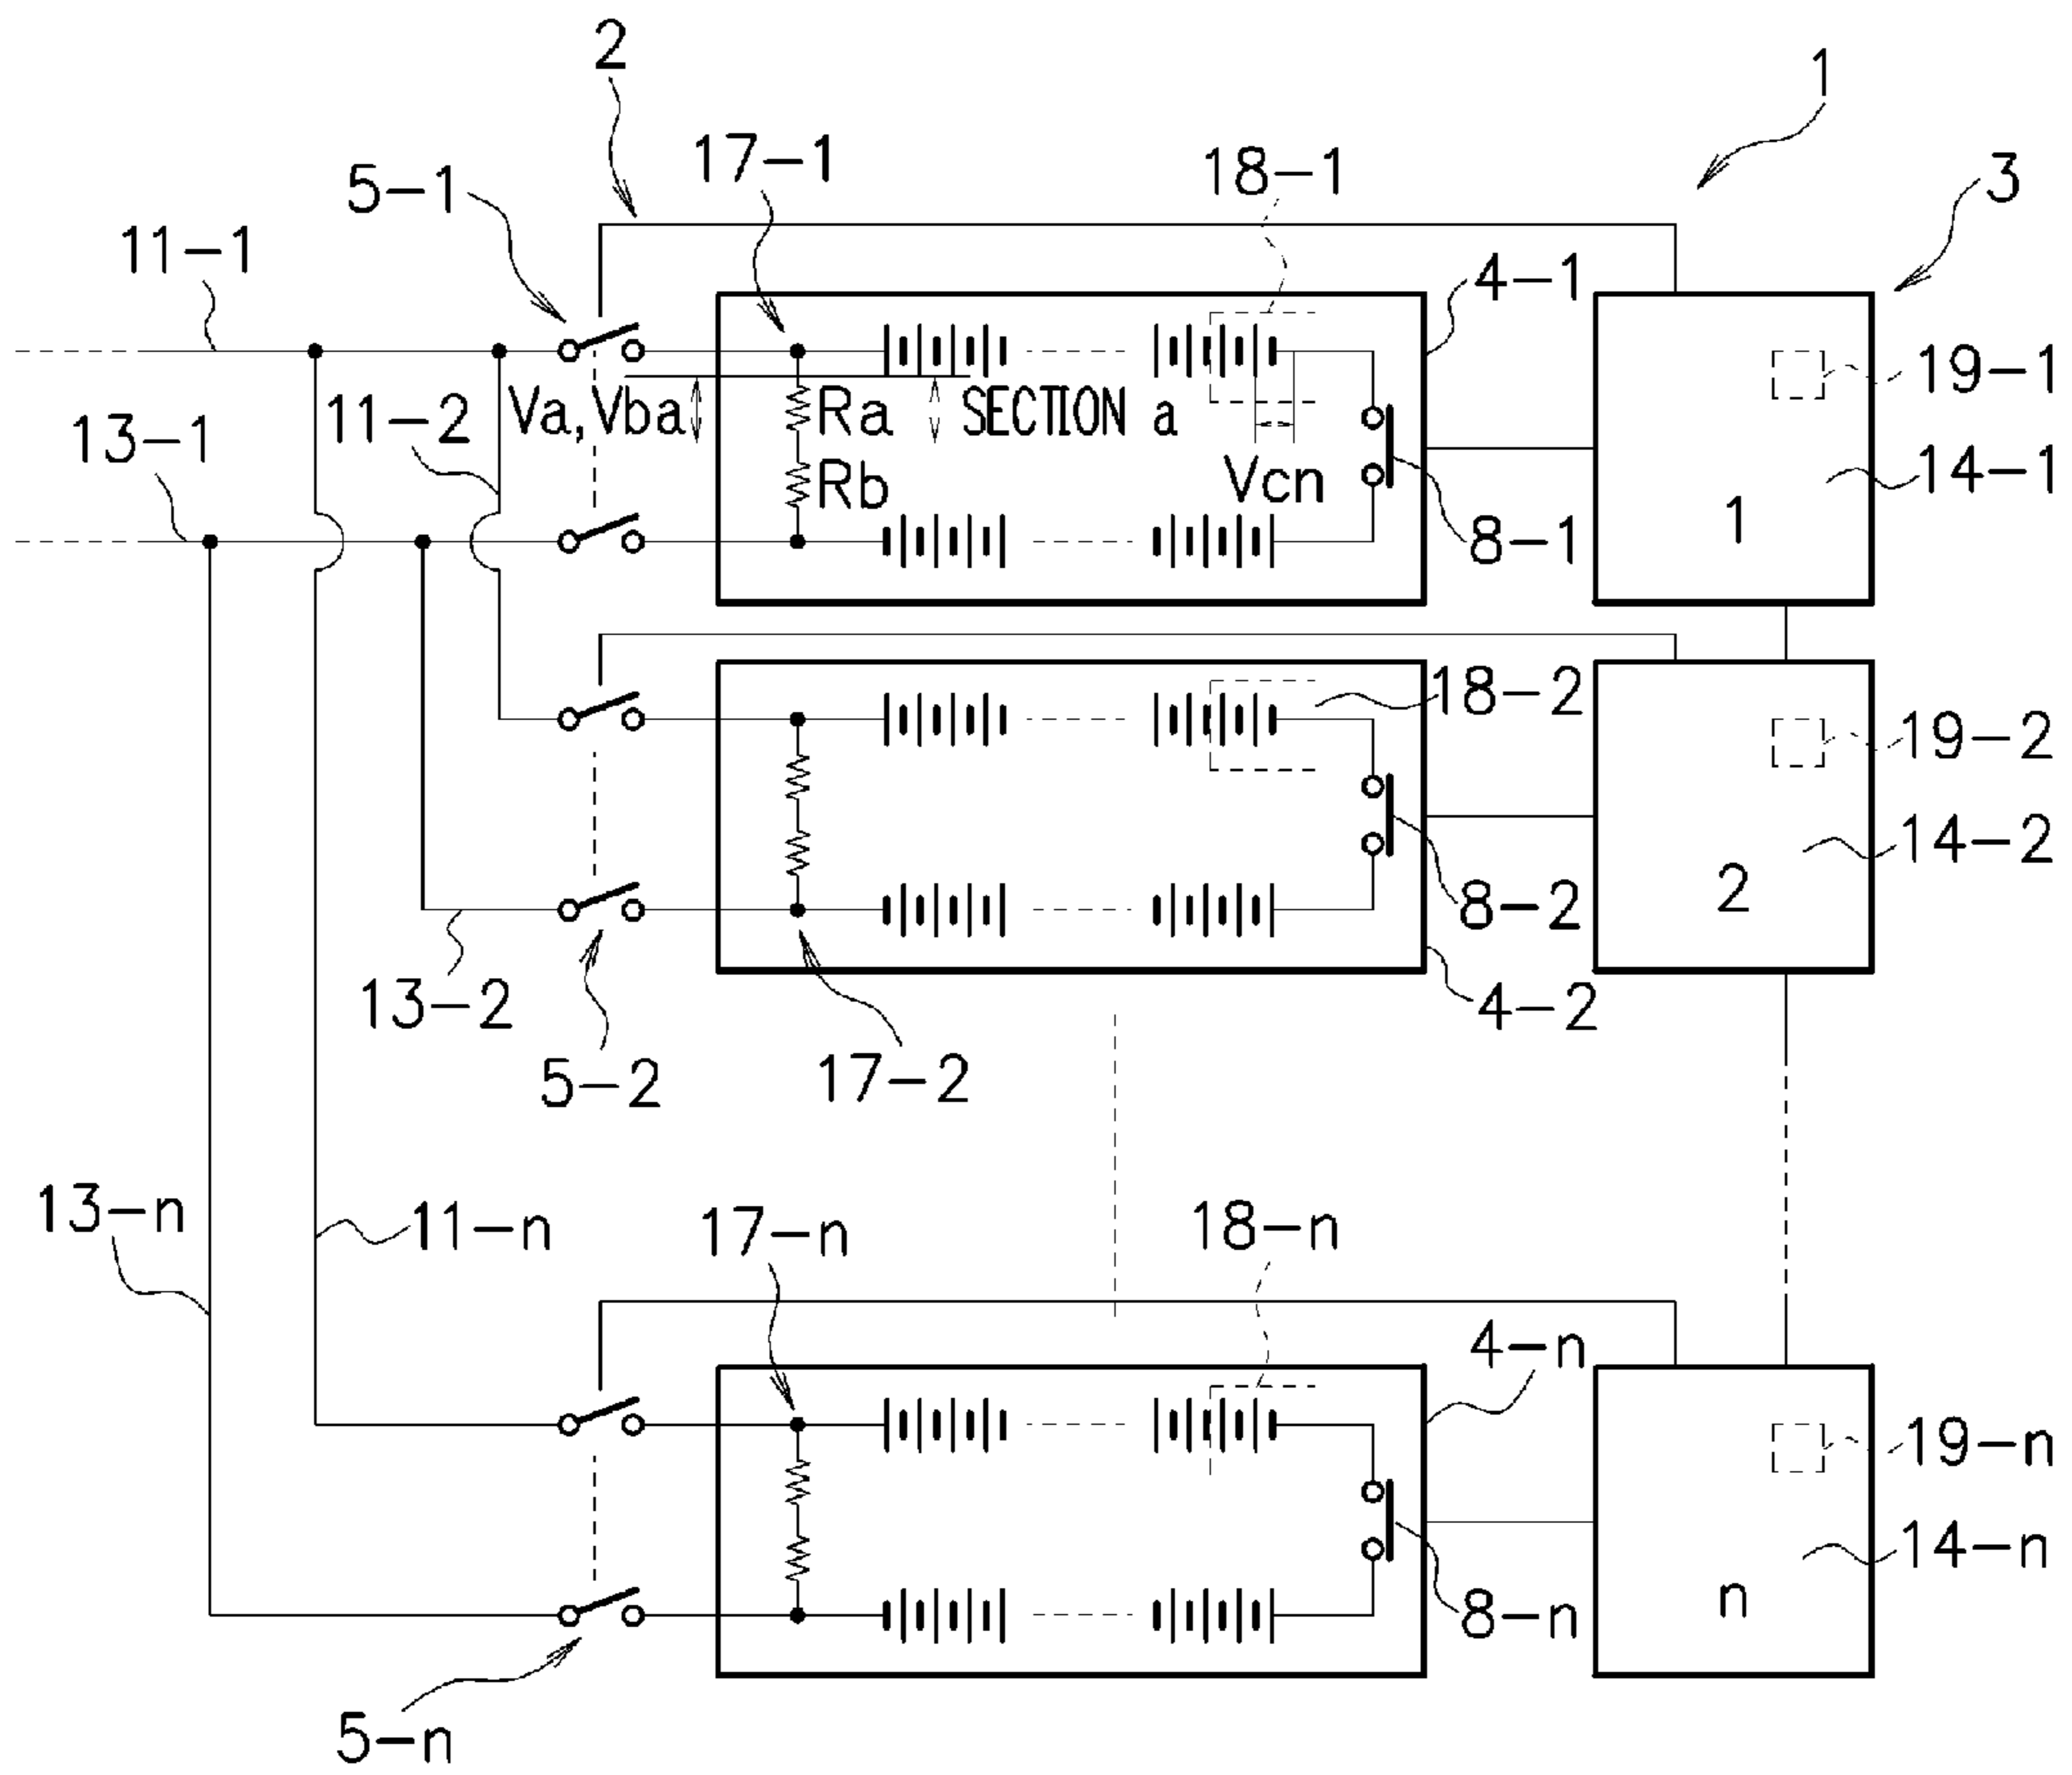 2
1
17-1
18-1
5-1
3
11-1
4-1
19-1
Va,Vba
Ra
SECTION a
11-2
13-1
Rb
Vcn
14-1
1
8-1
18-2
19-2
14-2
2
8-2
13-2
4-2
5-2
17-2
13-n
11-n
17-n
18-n
4-n
19-n
14-n
n
8-n
5-n